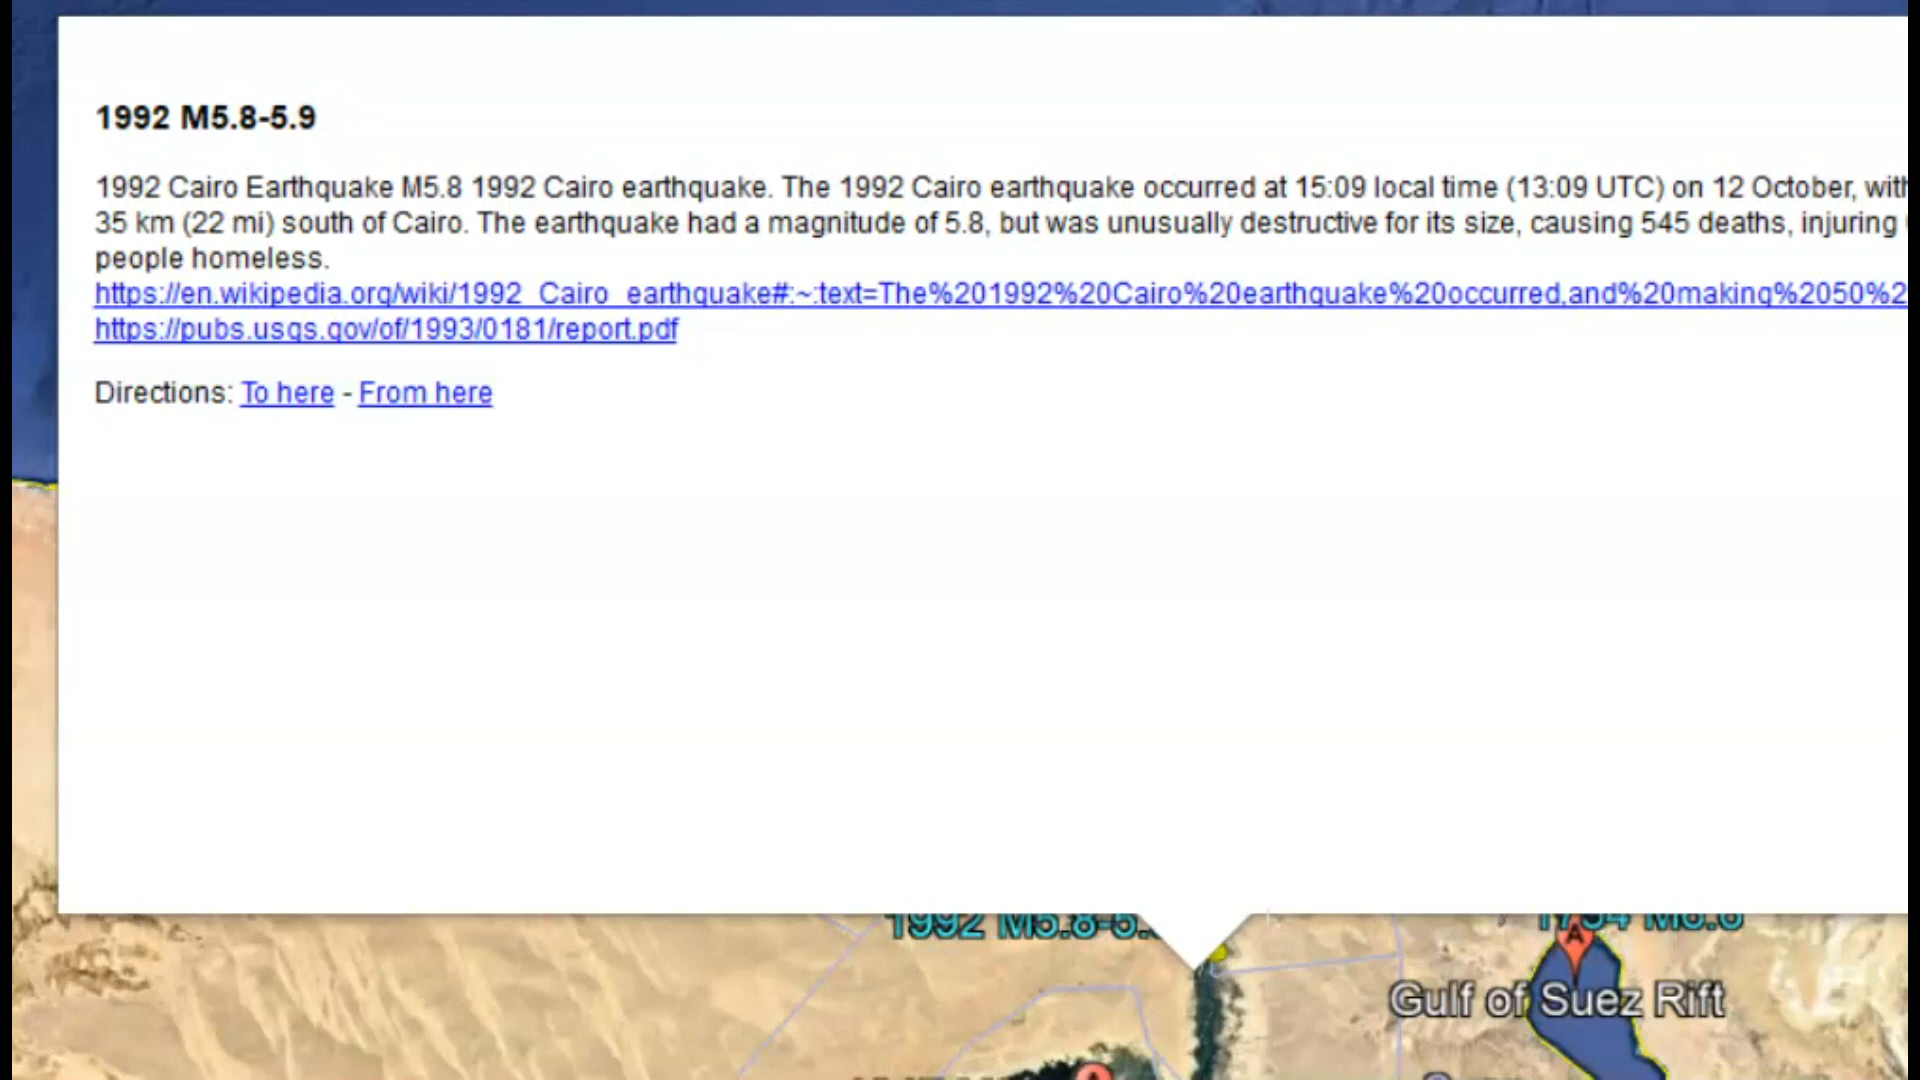 1992 M5.8-5.9
1992 Cairo Earthquake M5.8 1992 Cairo earthquake. The 1992 Cairo earthquake occurred at 15:09 local time (13:09 UTC) on 12 October, with
35 km (22 mi) south of Cairo. The earthquake had a magnitude of 5.8, but was unusually destructive for its size, causing 545 deaths, injuring
people homeless.
https://en.wikipedia.org/wiki/1992_Cairo_earthquake#:~:text=The%201992%20Cairo%20earthquake%20occurred,and%20making%2050%2
https://pubs.usgs.gov/of/1993/0181/report.pdf
Directions: To here - From here
1992 M5.8-5.
A
Gulf of Suez Rift